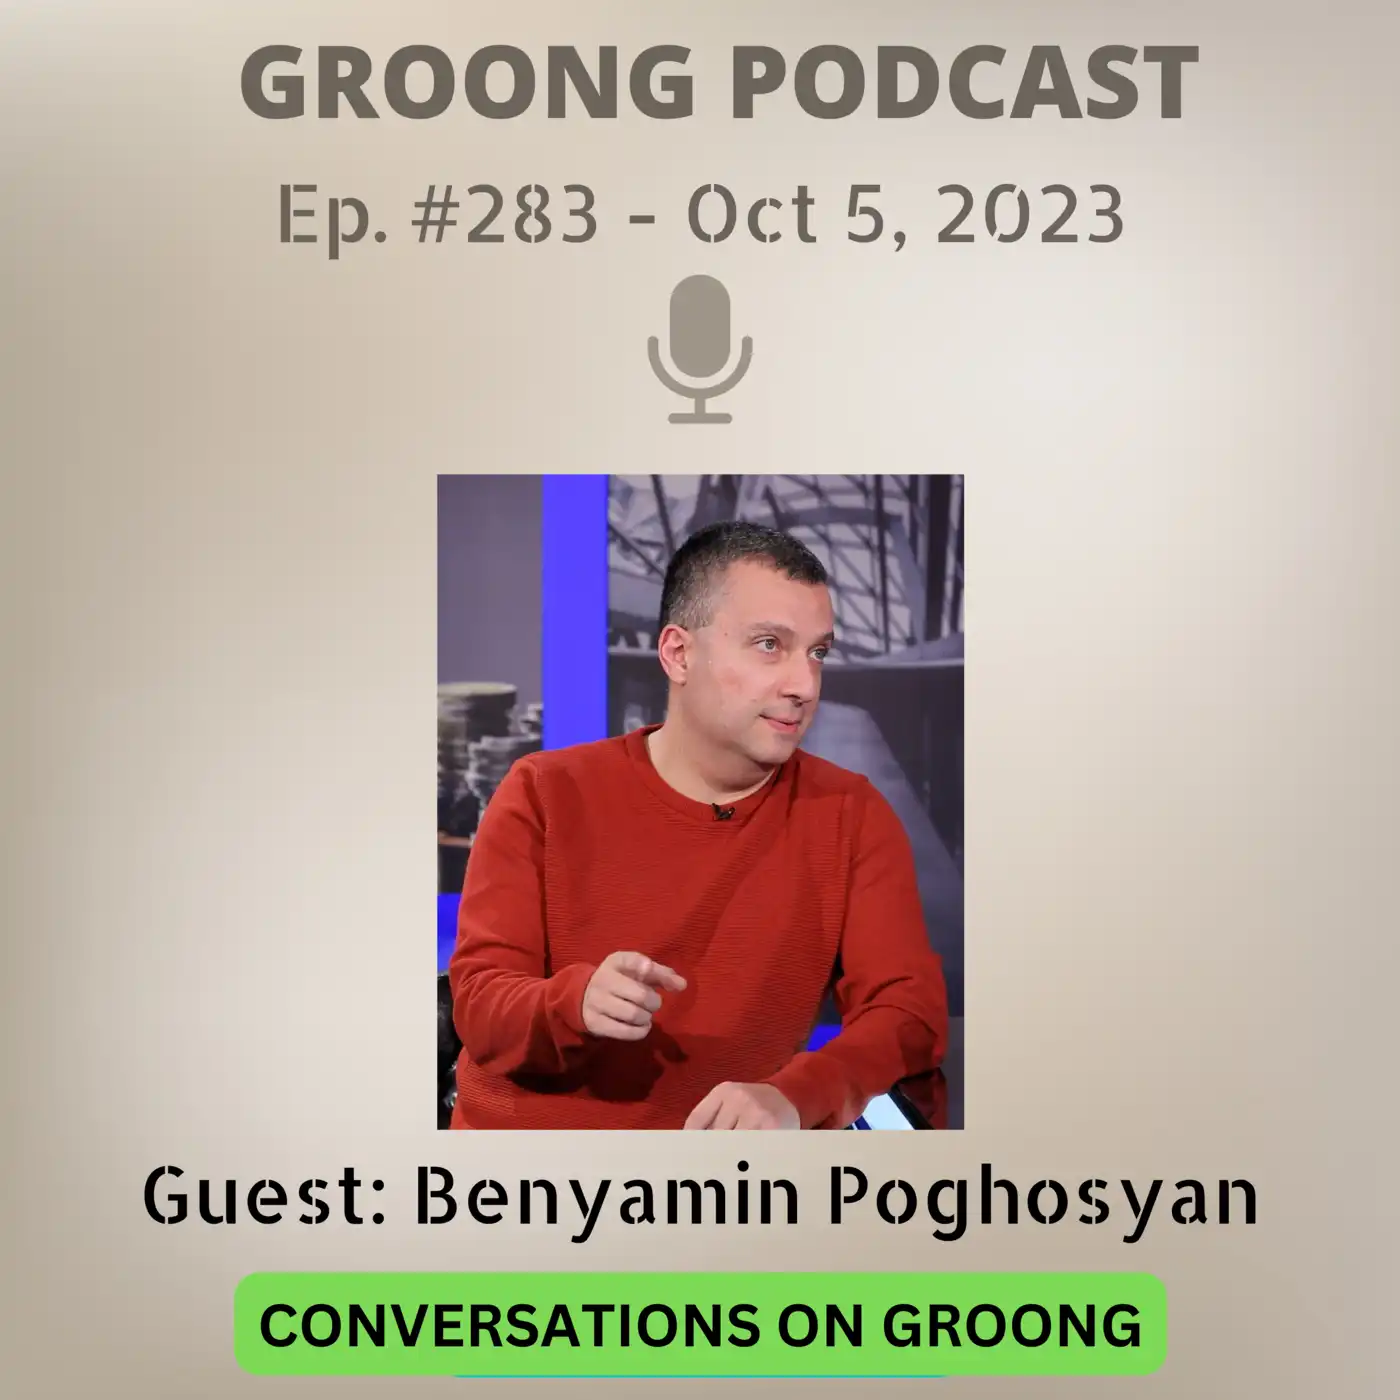 GROONG PODCAST
Ep. #283 - Oct 5, 2023
Guest: Benyamin Poghosyan
CONVERSATIONS ON GROONG